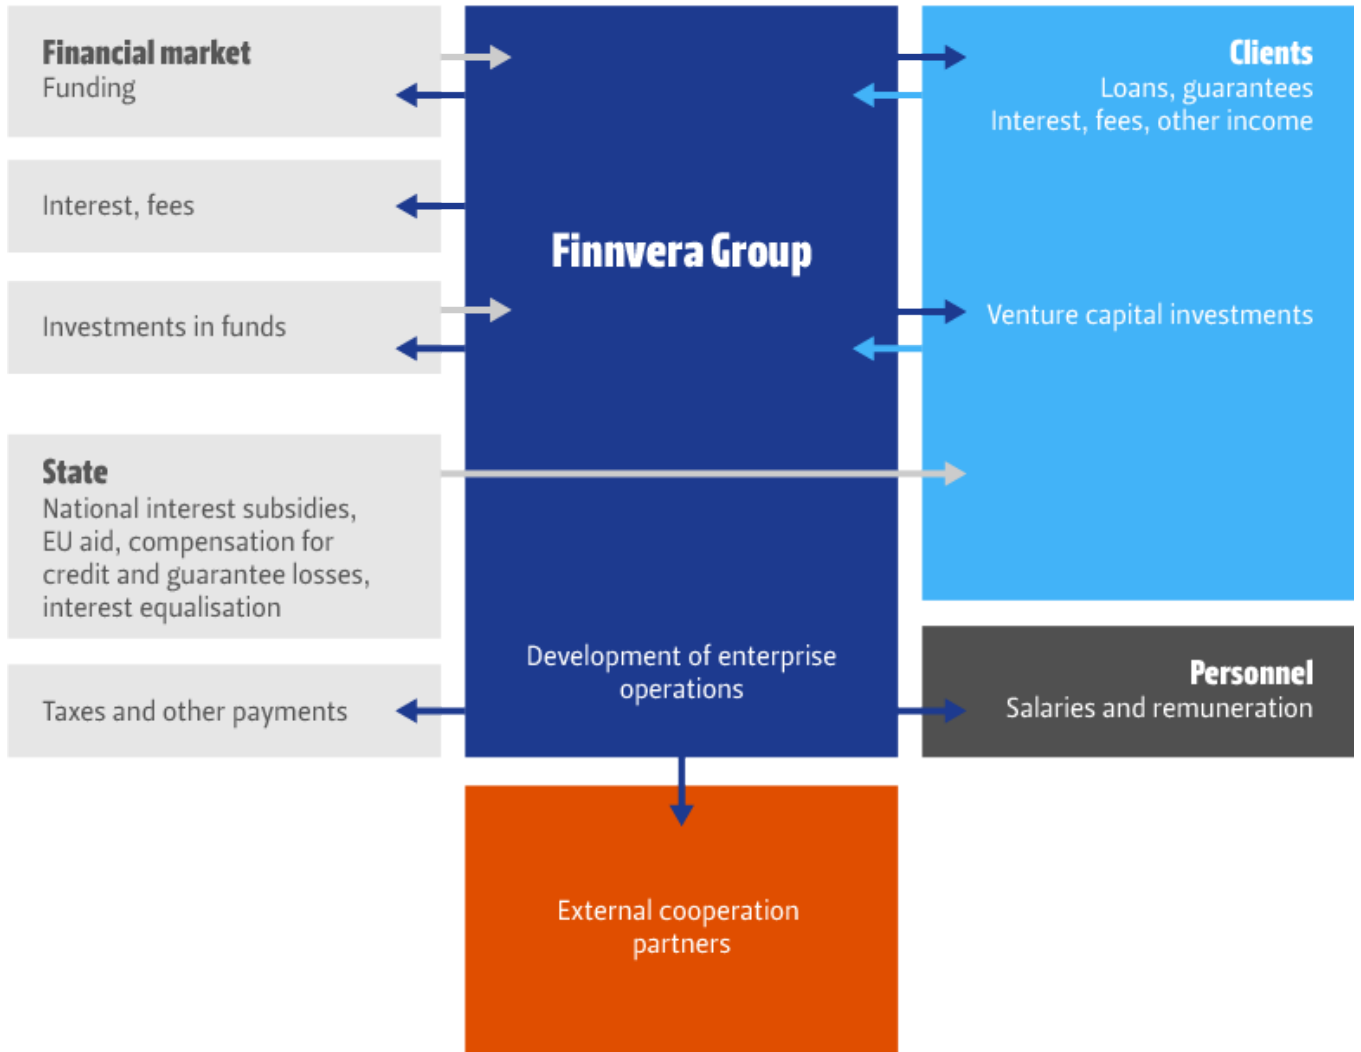 Financial market
Funding
Interest, fees
Investments in funds
State
National interest subsidies,
EU aid, compensation for
credit and guarantee losses,
interest equalisation
Taxes and other payments
Finnvera Group
Development of enterprise
operations
External cooperation
partners
Clients
Loans, guarantees
Interest, fees, other income
Venture capital investments
Personnel
Salaries and remuneration